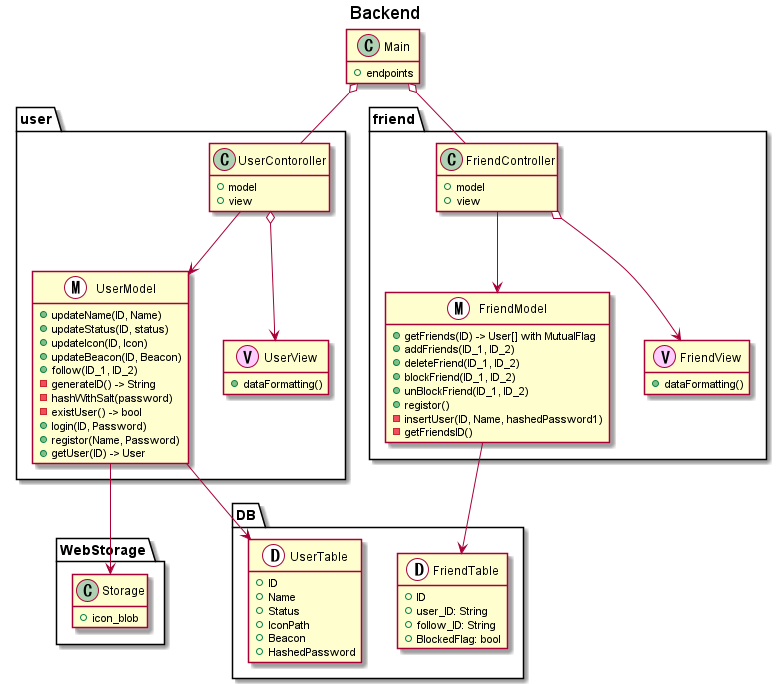 Backend
C Main
endpoints
user
C UserContoroller
model
view
M UserModel
updateName(ID, Name)
updateStatus(ID, status)
updateIcon(ID, Icon)
updateBeacon(ID, Beacon)
follow(ID_1, ID_2)
generateID() -> String
hashWithSalt(password)
existUser() -> bool
login(ID, Password)
registor(Name, Password)
getUser(ID) -> User
V UserView
dataFormatting()
friend
C FriendController
model
view
M FriendModel
getFriends(ID) -> User[] with MutualFlag
addFriends(ID_1, ID_2)
deleteFriend(ID_1, ID_2)
blockFriend(ID_1, ID_2)
unBlockFriend(ID_1, ID_2)
registor()
insertUser(ID, Name, hashedPassword1)
getFriendsID()
V FriendView
dataFormatting()
WebStorage
C Storage
icon_blob
DB
D UserTable
ID
Name
Status
IconPath
Beacon
HashedPassword
D FriendTable
ID
user_ID: String
follow_ID: String
BlockedFlag: bool